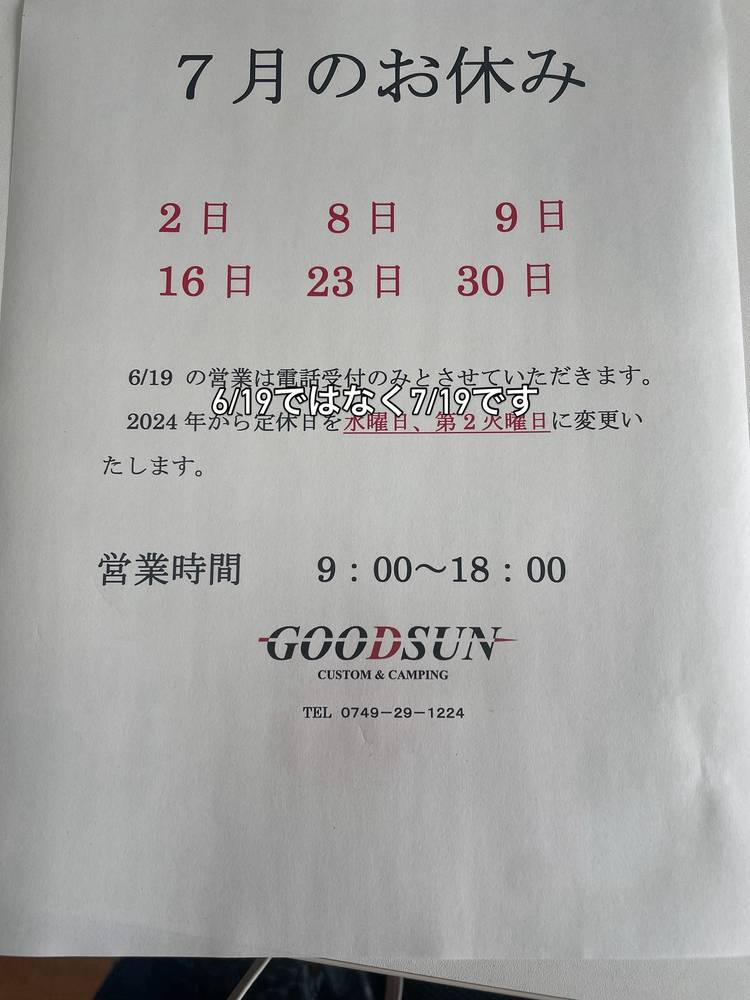 7月のお休み
2日 8日 9日
16日 23日 30日
6/19 の営業は電話受付のみとさせていただきます。
6/19ではなく7/19です
2024年から定休日を水曜日、第2火曜日に変更い
たします。
営業時間 9：00～18：00
GOODSUN
CUSTOM & CAMPING
TEL 0749-29-1224